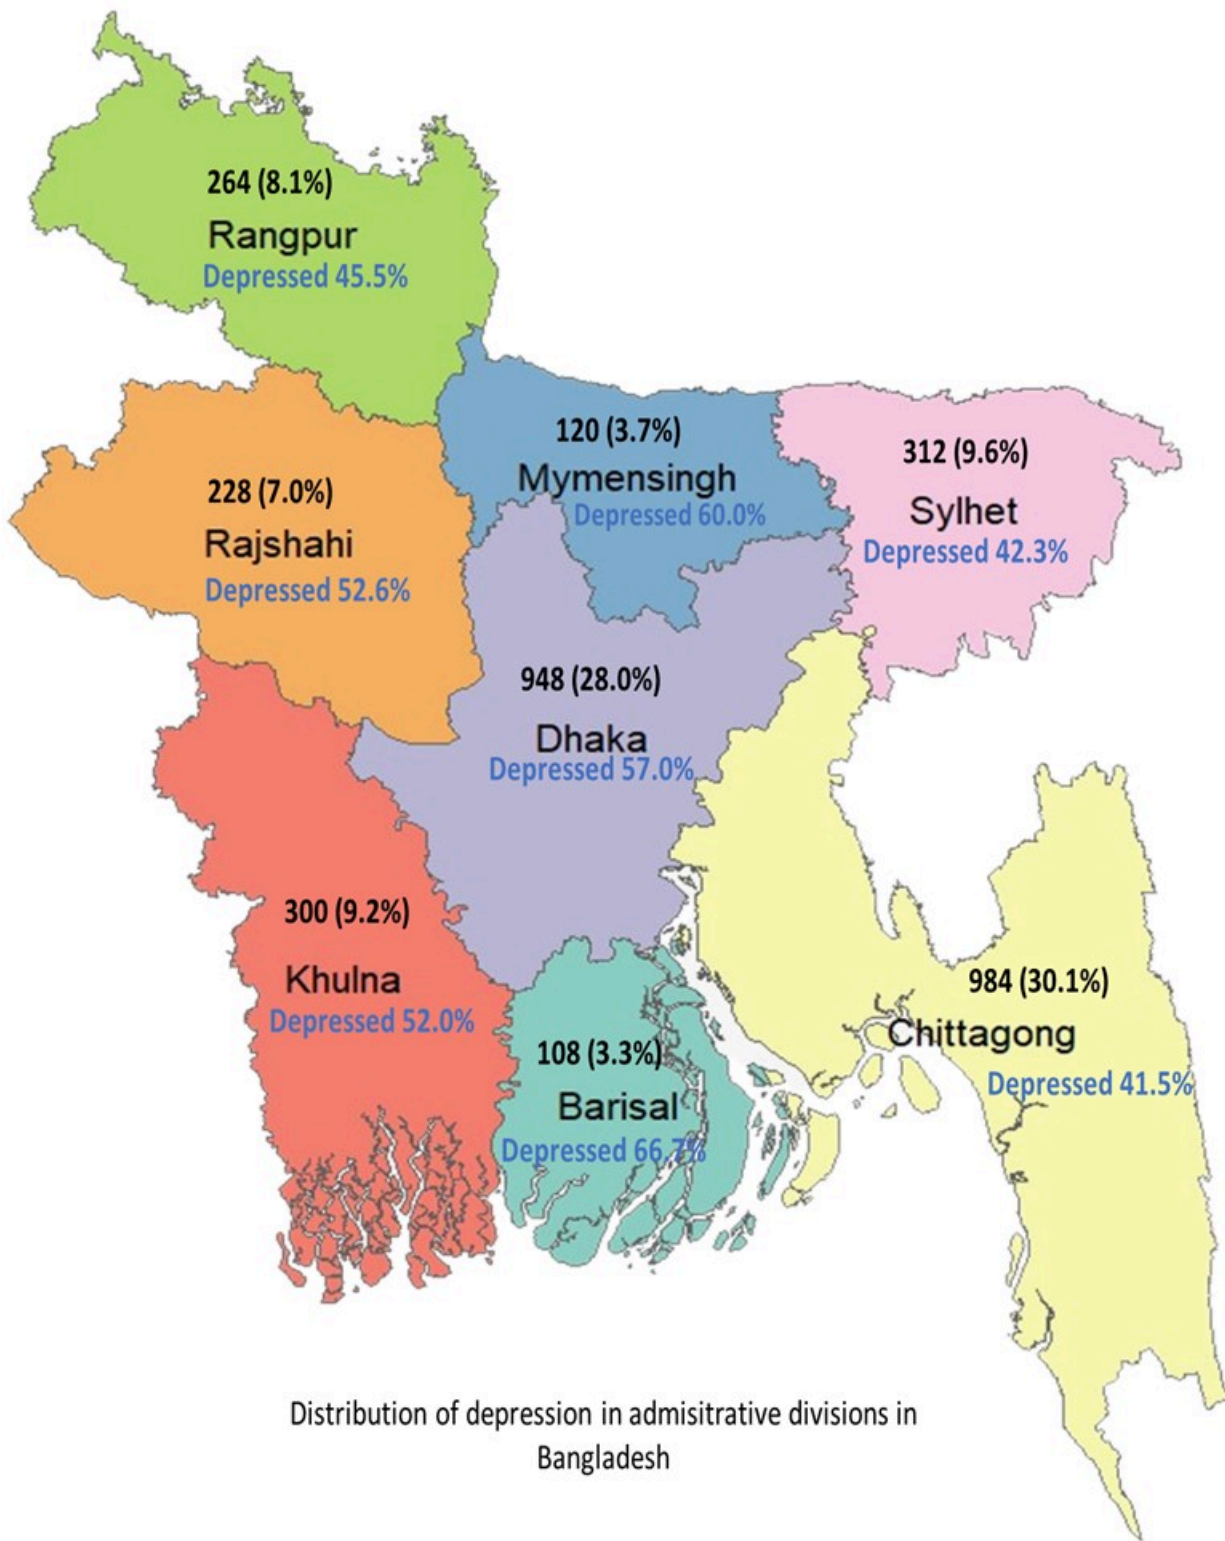 264 (8.1%)
Rangpur
Depressed 45.5%
120 (3.7%)
Mymensingh
Depressed 60.0%
312 (9.6%)
Sylhet
Depressed 42.3%
228 (7.0%)
Rajshahi
Depressed 52.6%
948 (28.0%)
Dhaka
Depressed 57.0%
300 (9.2%)
Khulna
Depressed 52.0%
984 (30.1%)
Chittagong
Depressed 41.5%
108 (3.3%)
Barisal
Depressed 66.7%
Distribution of depression in admisitrative divisions in
Bangladesh